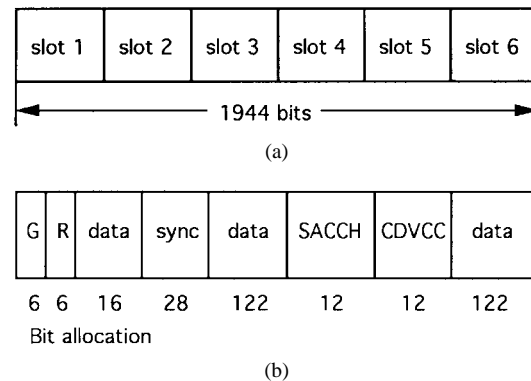 slot 1 slot 2 slot 3 slot 4 slot 5 slot 6
1944 bits
(a)
G R data sync data SACCH CDVCC data
6 6 16 28 122 12 12 122
Bit allocation
(b)